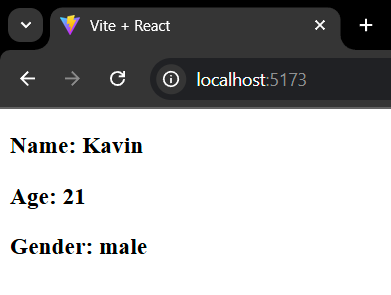 Vite + React
localhost:5173
Name: Kavin
Age: 21
Gender: male